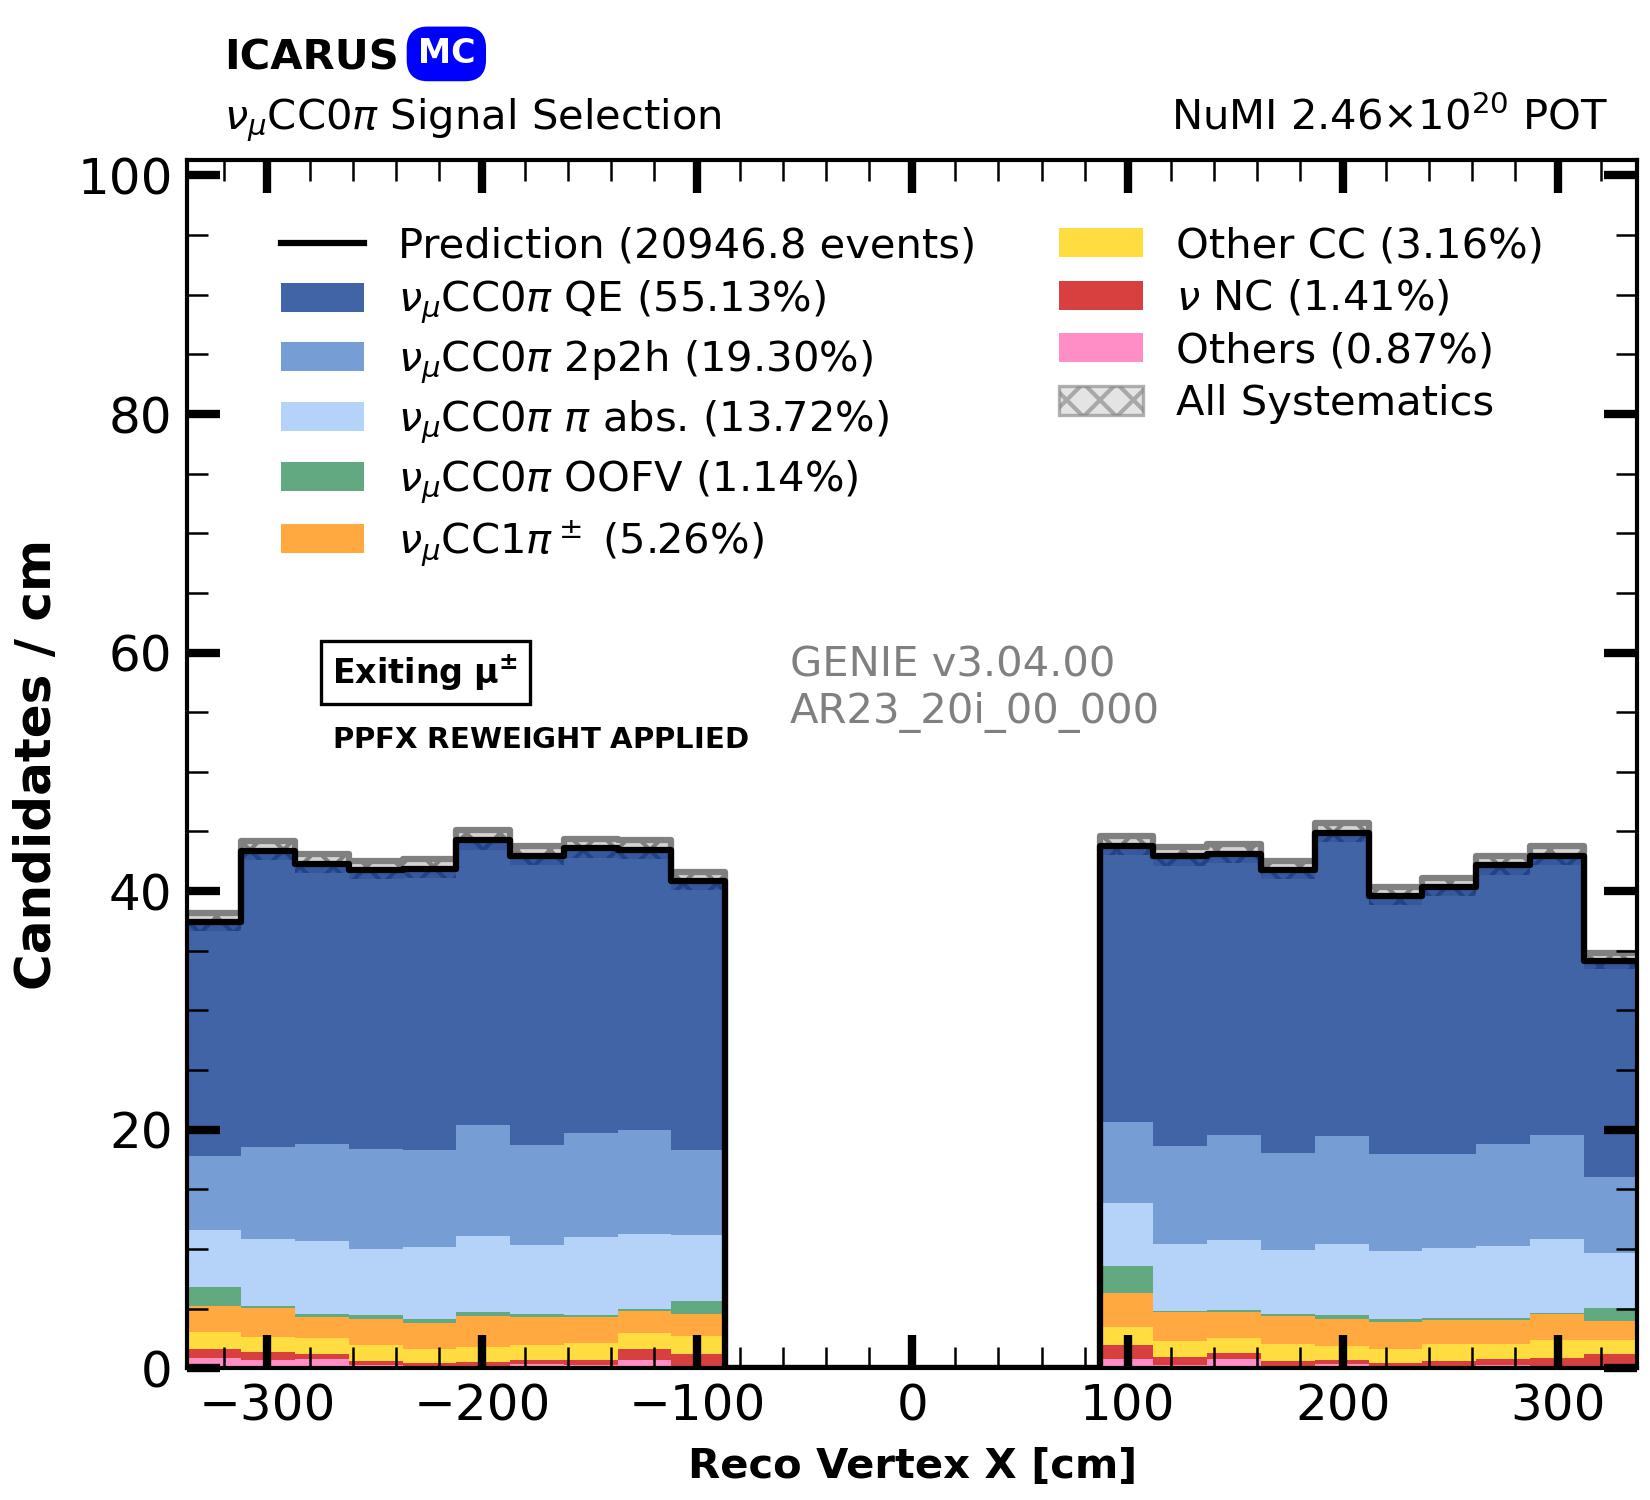 ICARUS MC
νμCC0π Signal Selection
NuMI 2.46×10²⁰ POT
Prediction (20946.8 events)
νμCC0π QE (55.13%)
νμCC0π 2p2h (19.30%)
νμCC0π π abs. (13.72%)
νμCC0π OOFV (1.14%)
νμCC1π± (5.26%)
Other CC (3.16%)
ν NC (1.41%)
Others (0.87%)
All Systematics
Exiting μ±
PPFX REWEIGHT APPLIED
GENIE v3.04.00
AR23_20i_00_000
Candidates / cm
100
80
60
40
20
0
−300 −200 −100 0 100 200 300
Reco Vertex X [cm]